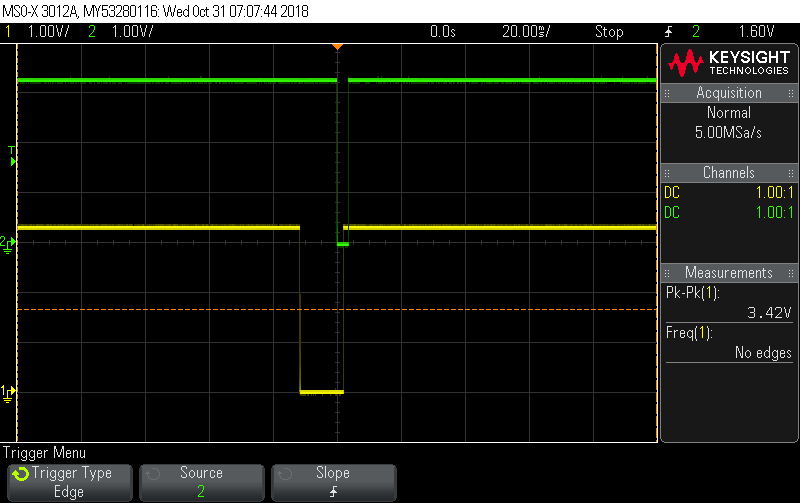 MSO-X 3012A, MY53280116: Wed Oct 31 07:07:44 2018
1 1.00V/ 2 1.00V/ 0.0s 20.00ms/ Stop 2 1.60V
KEYSIGHT
TECHNOLOGIES
Acquisition
Normal
5.00MSa/s
Channels
DC 1.00:1
DC 1.00:1
Measurements
Pk-Pk(1):
3.42V
Freq(1):
No edges
T
2
1
Trigger Menu
Trigger Type
Edge
Source
2
Slope